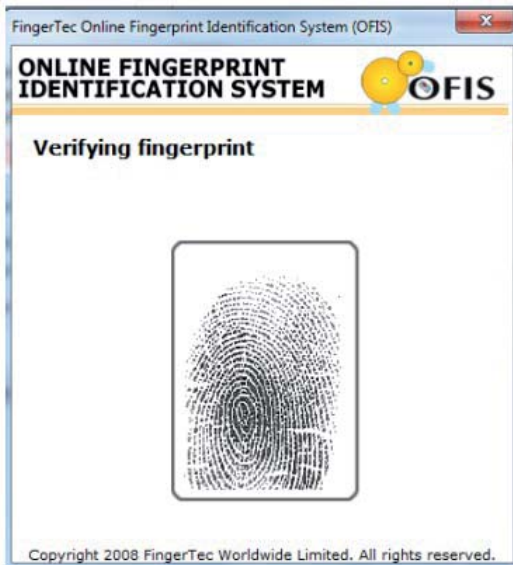 FingerTec Online Fingerprint Identification System (OFIS)
ONLINE FINGERPRINT
IDENTIFICATION SYSTEM
OFIS
Verifying fingerprint
Copyright 2008 FingerTec Worldwide Limited. All rights reserved.